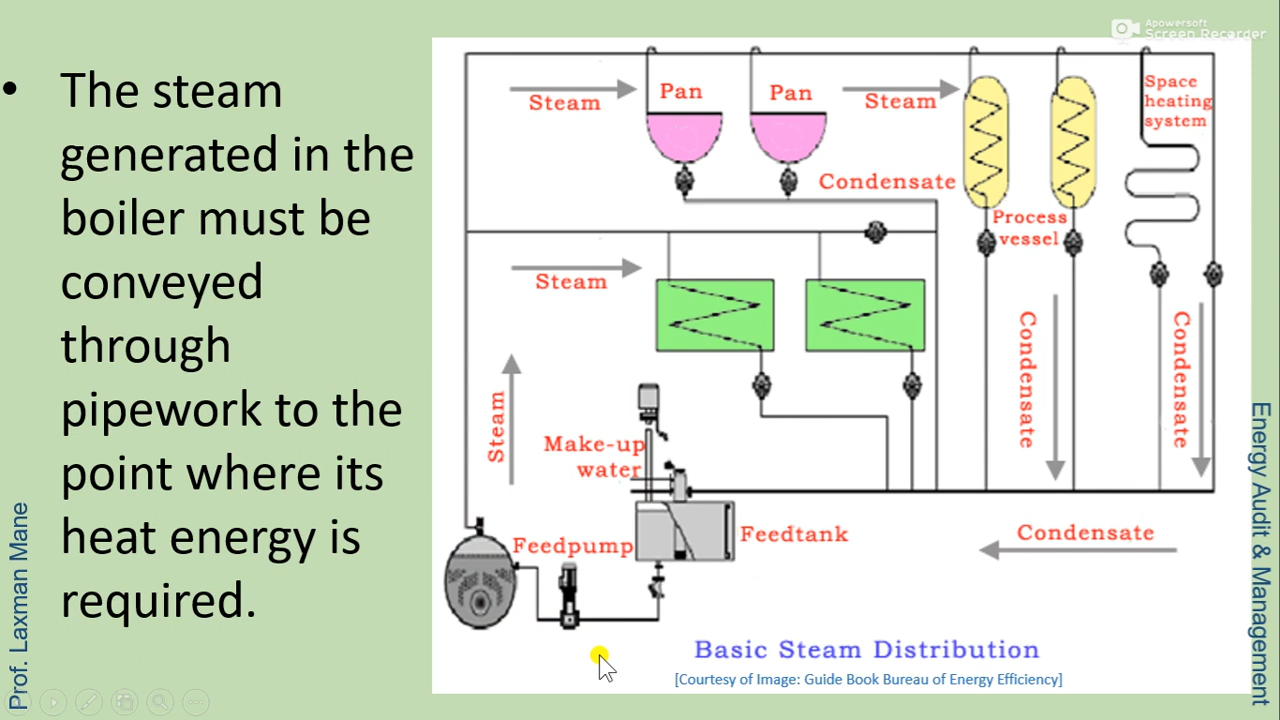 Apowersoft
Screen Recorder
• The steam
generated in the
boiler must be
conveyed
through
pipework to the
point where its
heat energy is
required.
Prof. Laxman Mane
Steam
Pan
Pan
Steam
Space
heating
system
Condensate
Process
vessel
Steam
Condensate
Condensate
Steam
Make-up
water
Feedpump
Feedtank
Condensate
Basic Steam Distribution
[Courtesy of Image: Guide Book Bureau of Energy Efficiency]
Energy Audit & Management